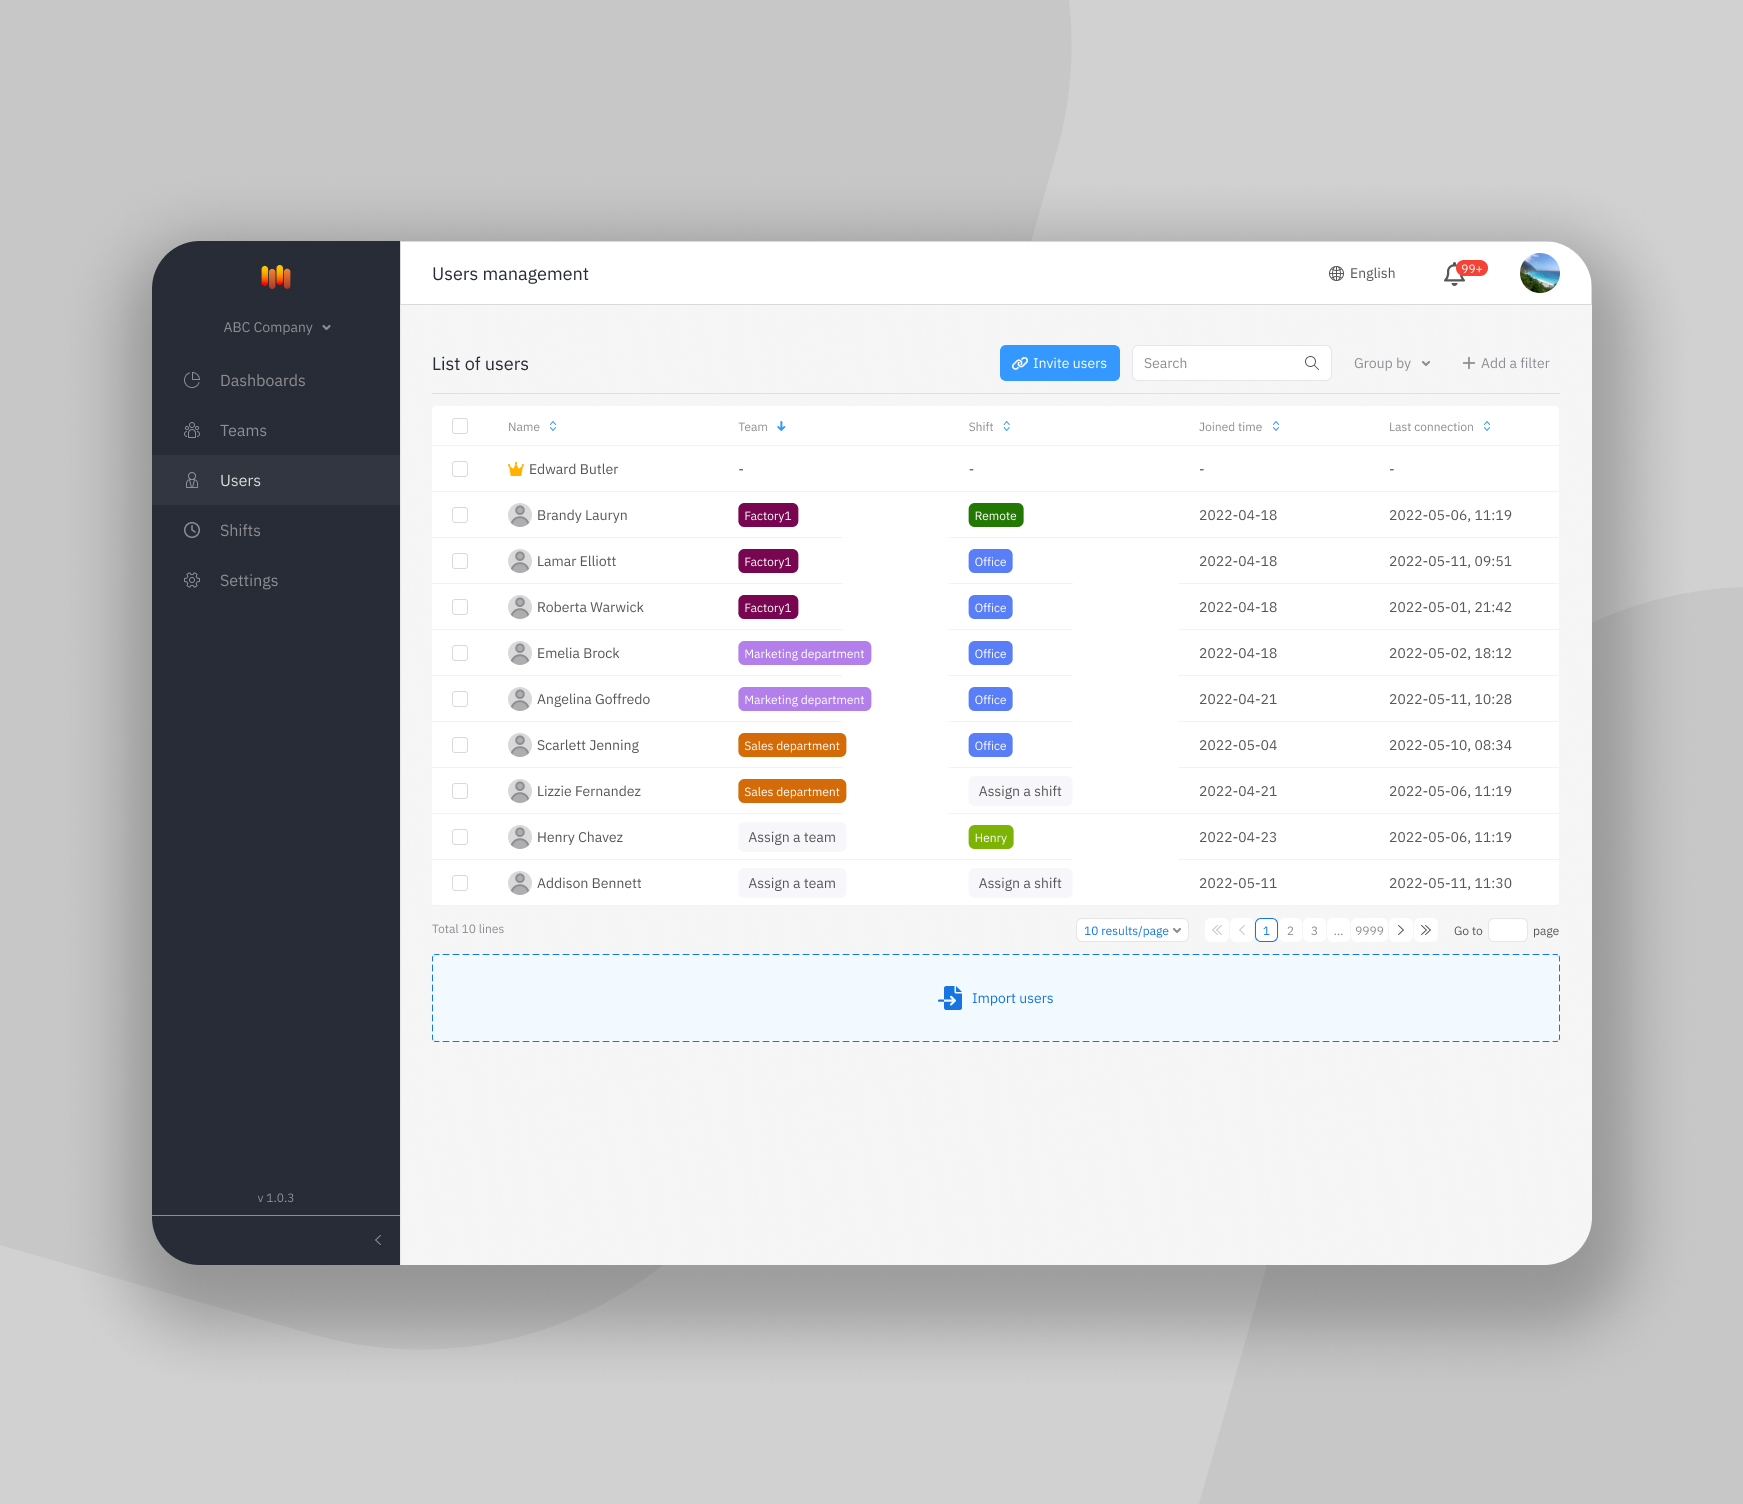 ABC Company
Dashboards
Teams
Users
Shifts
Settings
v 1.0.3
Users management
English
99+
List of users
Invite users
Search
Group by
Add a filter
Name Team Shift Joined time Last connection
Edward Butler - - - -
Brandy Lauryn Factory1 Remote 2022-04-18 2022-05-06, 11:19
Lamar Elliott Factory1 Office 2022-04-18 2022-05-11, 09:51
Roberta Warwick Factory1 Office 2022-04-18 2022-05-01, 21:42
Emelia Brock Marketing department Office 2022-04-18 2022-05-02, 18:12
Angelina Goffredo Marketing department Office 2022-04-21 2022-05-11, 10:28
Scarlett Jenning Sales department Office 2022-05-04 2022-05-10, 08:34
Lizzie Fernandez Sales department Assign a shift 2022-04-21 2022-05-06, 11:19
Henry Chavez Assign a team Henry 2022-04-23 2022-05-06, 11:19
Addison Bennett Assign a team Assign a shift 2022-05-11 2022-05-11, 11:30
Total 10 lines 10 results/page 1 2 3 ... 9999 Go to page
Import users